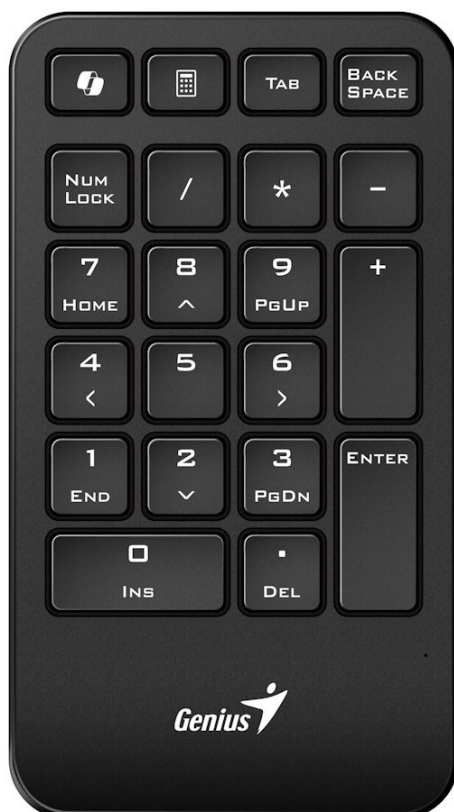 TAB
BACK
SPACE
NUM
LOCK
/
*
-
7
HOME
8
^
9
PGUP
+
4
<
5
6
>
1
END
2
3
PGDN
ENTER
0
INS
.
DEL
Genius